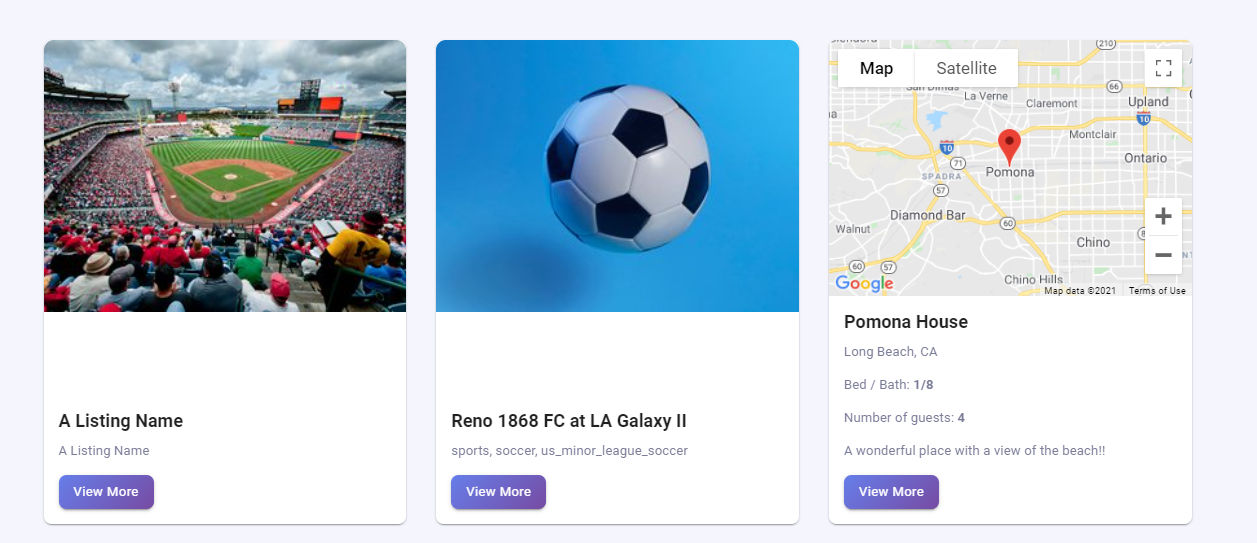 A Listing Name
A Listing Name
View More
Reno 1868 FC at LA Galaxy II
sports, soccer, us_minor_league_soccer
View More
Map Satellite
210
La Verne
Claremont
66
Upland
10
10
Montclair
Ontario
71
Pomona
SPADRA
57
Diamond Bar
60
Walnut
Chino
60
57
Chino Hills
Google
Map data ©2021 Terms of Use
Pomona House
Long Beach, CA
Bed / Bath: 1/8
Number of guests: 4
A wonderful place with a view of the beach!!
View More